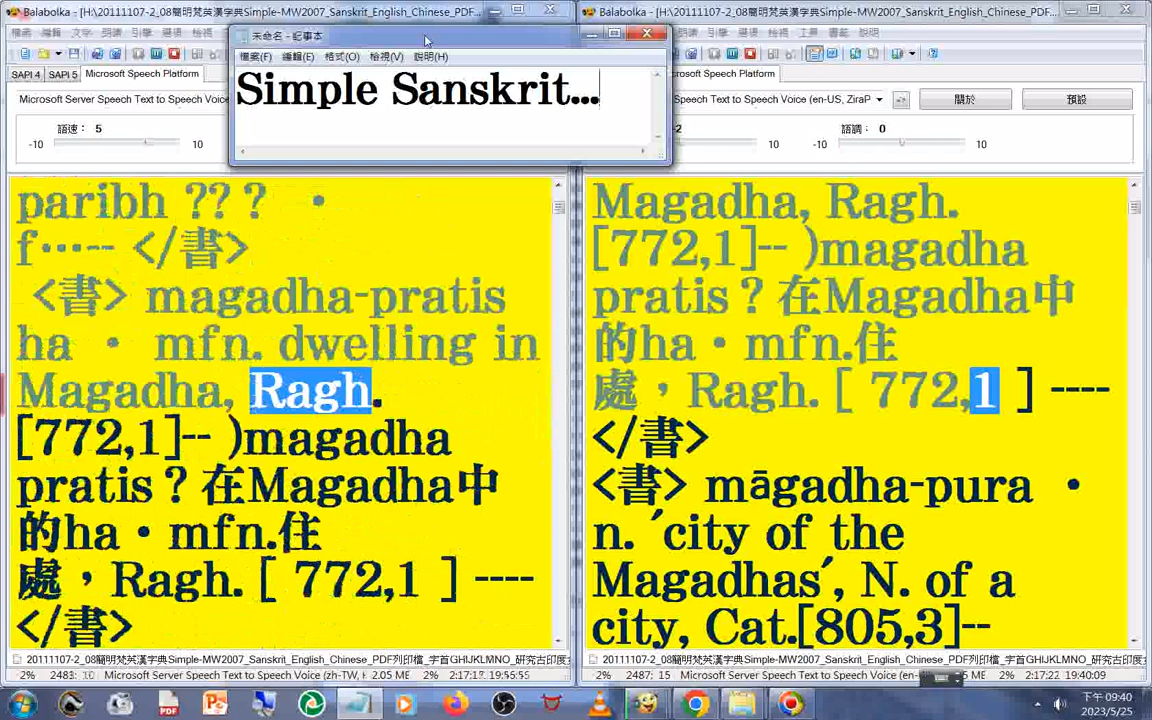 Balabolka - [H:\20111107-2_08簡明梵英漢字典Simple-MW2007_Sanskrit_English_Chinese_PDF...
Balabolka - [H:\20111107-2_08簡明梵英漢字典Simple-MW2007_Sanskrit_English_Chinese_PDF...
未命名 - 記事本
檔案(F) 編輯(E) 格式(O) 檢視(V) 說明(H)
Simple Sanskrit...
SAPI 4 SAPI 5 Microsoft Speech Platform
Microsoft Server Speech Text to Speech Voice
語速： 5
-10 10
Speech Platform
Speech Text to Speech Voice (en-US, ZiraP
關於 預設
-2 語調： 0
10 -10 10
paribh ??？ •
f…-- </書>
<書> magadha-pratis
ha • mfn. dwelling in
Magadha, Ragh.
[772,1]-- )magadha
pratis？在Magadha中
的ha•mfn.住
處，Ragh. [ 772,1 ] ----
</書>
Magadha, Ragh.
[772,1]-- )magadha
pratis？在Magadha中
的ha•mfn.住
處，Ragh. [ 772,1 ] ----
</書>
<書> māgadha-pura •
n. ´city of the
Magadhas´, N. of a
city, Cat.[805,3]--
20111107-2_08簡明梵英漢字典Simple-MW2007_Sanskrit_English_Chinese_PDF列印檔_字首GHIJKLMNO_研究古印度
20111107-2_08簡明梵英漢字典Simple-MW2007_Sanskrit_English_Chinese_PDF列印檔_字首GHIJKLMNO_研究古印度
2% 2483: 10 Microsoft Server Speech Text to Speech Voice (zh-TW, 2.05 ME 2:17:17 19:55:55
2% 2487: 15 Microsoft Server Speech Text to Speech Voice 2:17:22 19:40:09
下午 09:40
2023/5/25